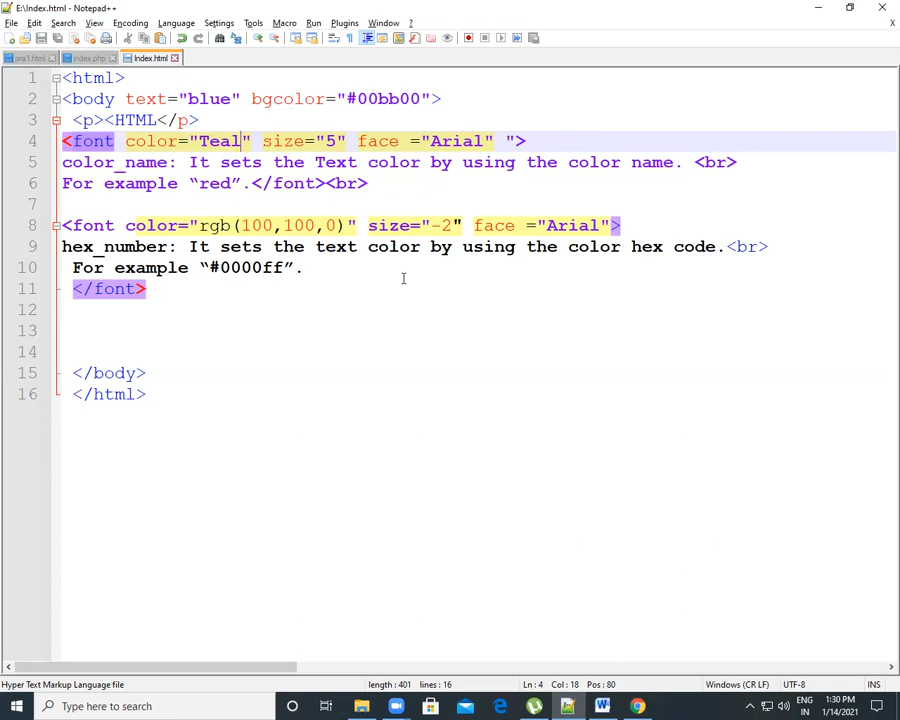 E:\Index.html - Notepad++
File Edit Search View Encoding Language Settings Tools Macro Run Plugins Window ?
X
pra1.html index.php Index.html
1 <html>
2 <body text="blue" bgcolor="#00bb00">
3 <p><HTML</p>
4 <font color="Teal" size="5" face ="Arial" ">
5 color_name: It sets the Text color by using the color name. <br>
6 For example “red”.</font><br>
7
8 <font color="rgb(100,100,0)" size="-2" face ="Arial">
9 hex_number: It sets the text color by using the color hex code.<br>
10 For example “#0000ff”.
11 </font>
12
13
14
15 </body>
16 </html>
Hyper Text Markup Language file length : 401 lines : 16 Ln : 4 Col : 18 Pos : 80 Windows (CR LF) UTF-8 INS
Type here to search
ENG
IN
1:30 PM
1/14/2021